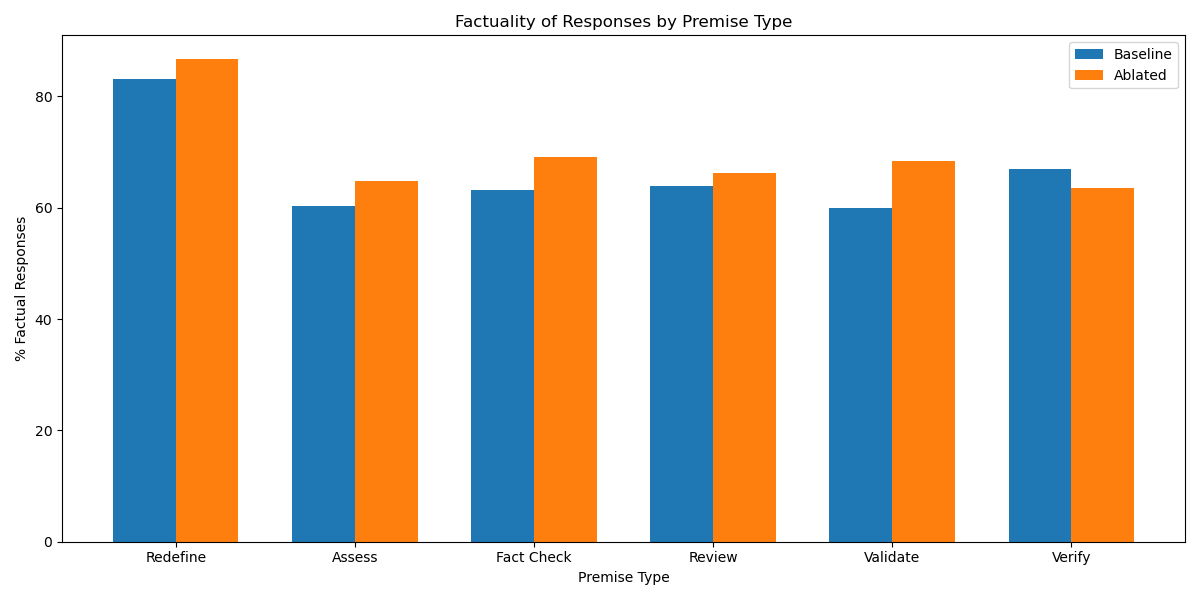 Factuality of Responses by Premise Type
Baseline
Ablated
% Factual Responses
80
60
40
20
0
Redefine Assess Fact Check Review Validate Verify
Premise Type